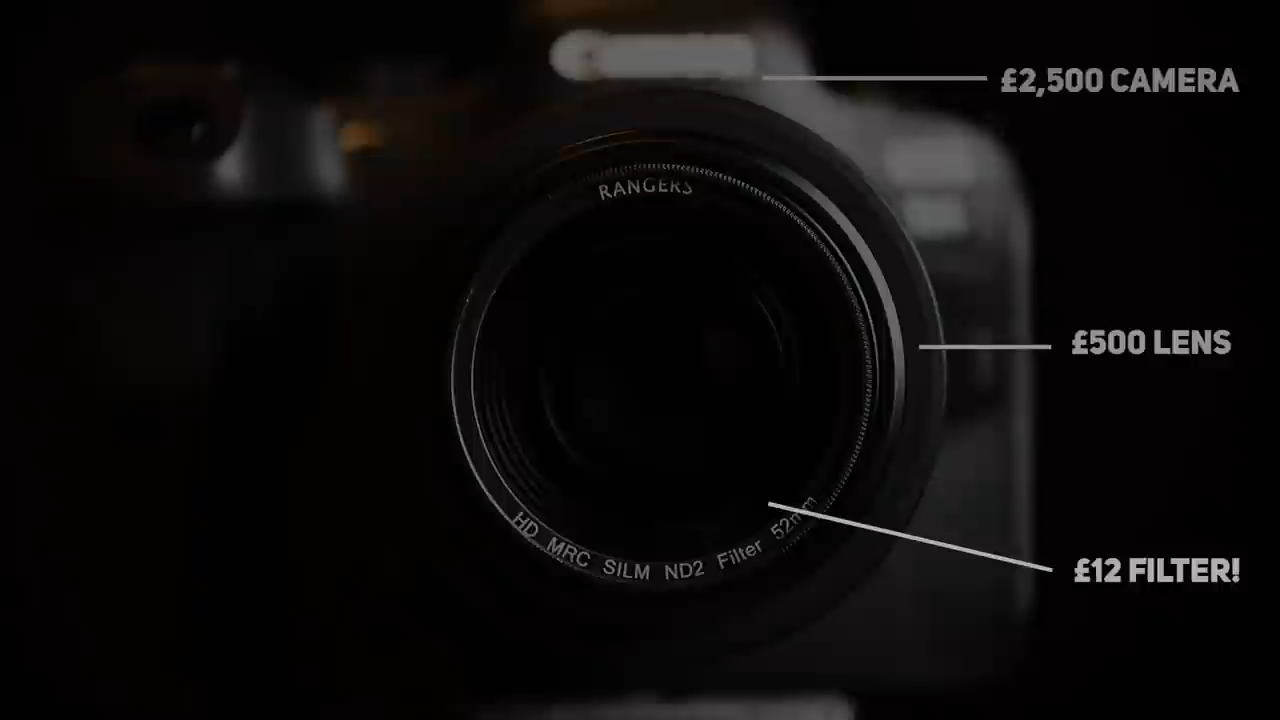 £2,500 CAMERA
RANGERS
£500 LENS
HD MRC SILM ND2 Filter 52mm
£12 FILTER!